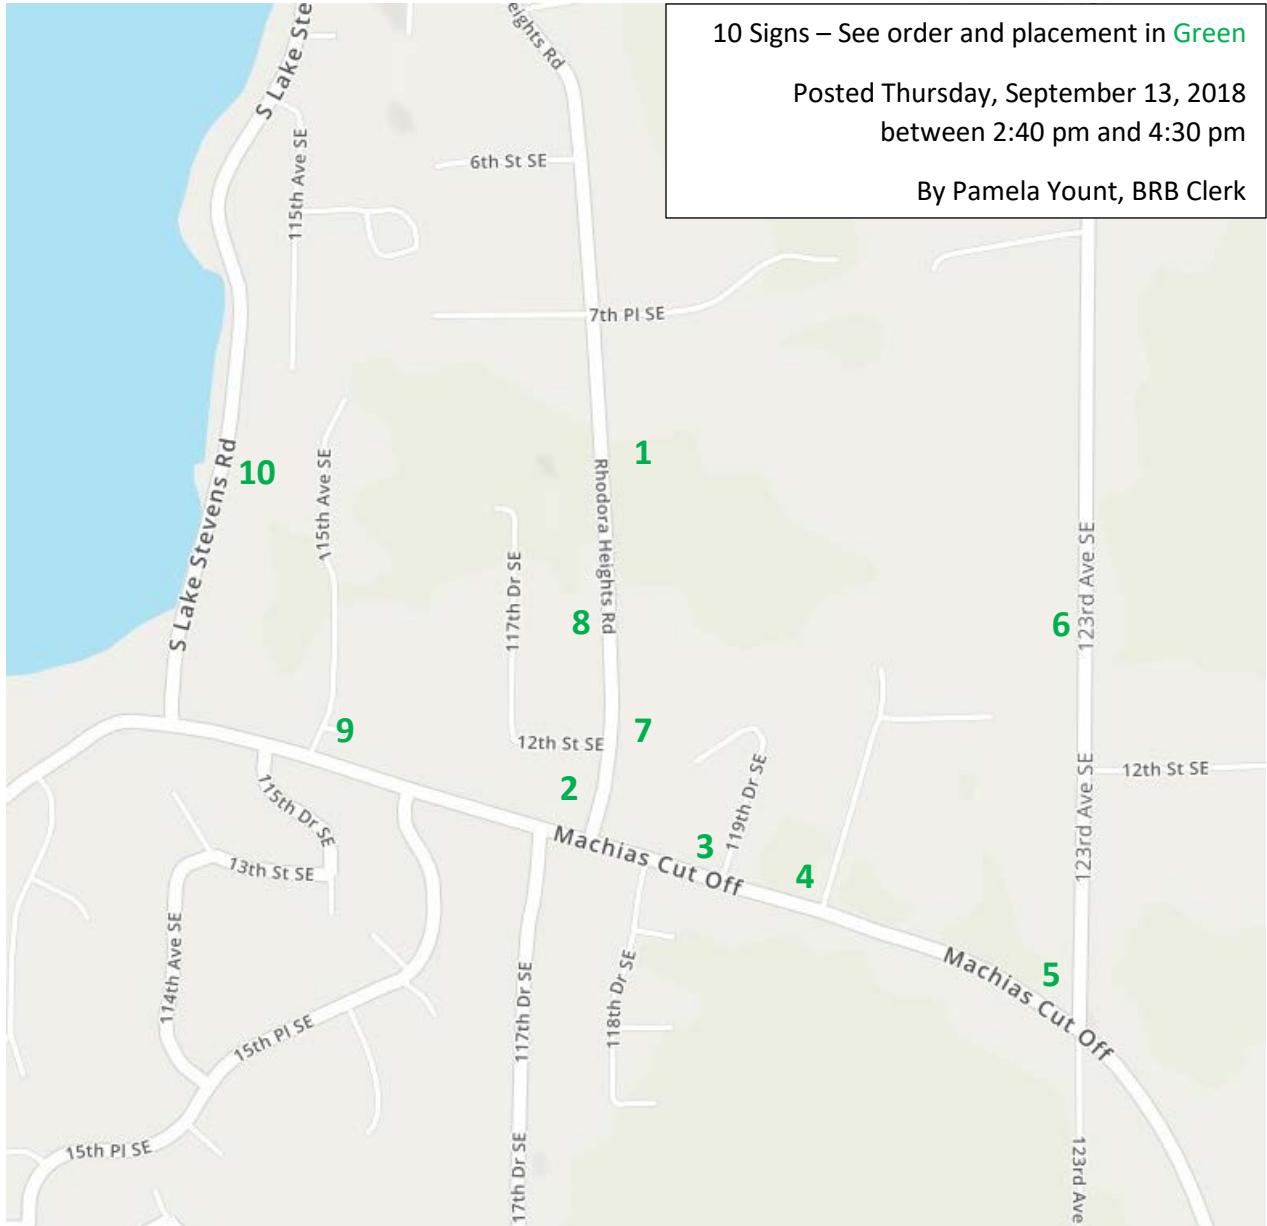 10 Signs – See order and placement in Green
Posted Thursday, September 13, 2018
between 2:40 pm and 4:30 pm
By Pamela Yount, BRB Clerk
S Lake Ste
eights Rd
115th Ave SE
6th St SE
7th Pl SE
1
10
S Lake Stevens Rd
115th Ave SE
Rhodora Heights Rd
117th Dr SE
8
6
123rd Ave SE
9
7
12th St SE
2
119th Dr SE
123rd Ave SE
12th St SE
115th Dr SE
Machias Cut Off
3
4
13th St SE
114th Ave SE
15th Pl SE
117th Dr SE
118th Dr SE
5
Machias Cut Off
15th Pl SE
17th Dr SE
123rd Ave